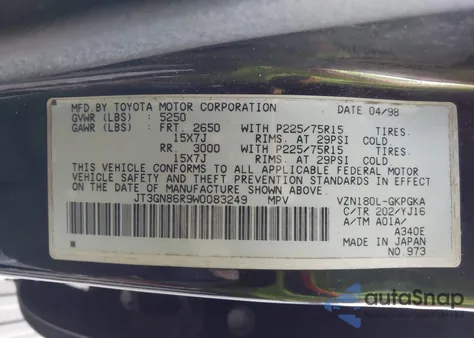 MFD.BY TOYOTA MOTOR CORPORATION DATE 04/98
GVWR (LBS) : 5250
GAWR (LBS) : FRT. 2650 WITH P225/75R15 TIRES.
15X7J RIMS. AT 29PSI COLD
RR. 3000 WITH P225/75R15 TIRES.
15X7J RIMS. AT 29PSI COLD
THIS VEHICLE CONFORMS TO ALL APPLICABLE FEDERAL MOTOR
VEHICLE SAFETY AND THEFT PREVENTION STANDARDS IN
EFFECT ON THE DATE OF MANUFACTURE SHOWN ABOVE.
JT3GN86R9W0083249 MPV VZN180L-GKPGKA
C/TR 202/YJ16
A/TM A01A/
A340E
MADE IN JAPAN
NO.973
autoSnap